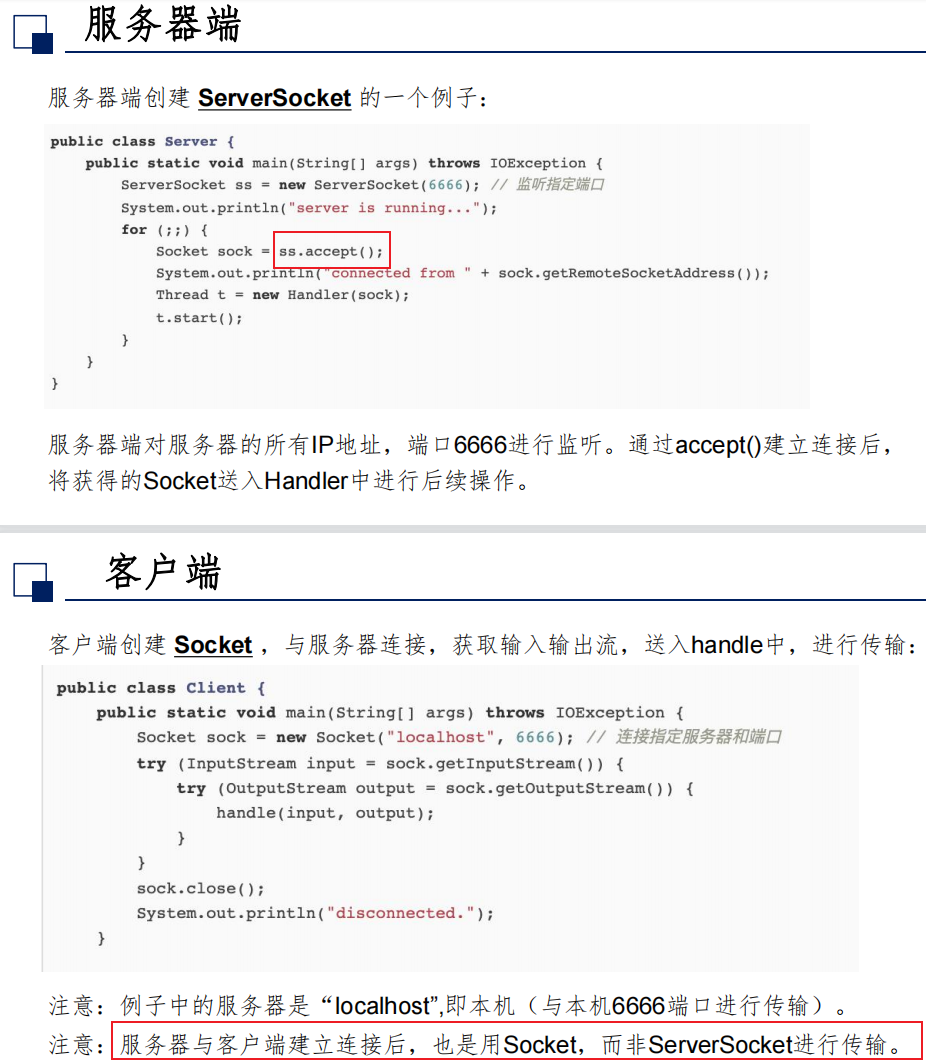 服务器端
服务器端创建 ServerSocket 的一个例子：
public class Server {
    public static void main(String[] args) throws IOException {
        ServerSocket ss = new ServerSocket(6666); // 监听指定端口
        System.out.println("server is running...");
        for (;;) {
            Socket sock = ss.accept();
            System.out.println("connected from " + sock.getRemoteSocketAddress());
            Thread t = new Handler(sock);
            t.start();
        }
    }
}
服务器端对服务器的所有IP地址，端口6666进行监听。通过accept()建立连接后，
将获得的Socket送入Handler中进行后续操作。
客户端
客户端创建 Socket ，与服务器连接，获取输入输出流，送入handle中，进行传输：
public class Client {
    public static void main(String[] args) throws IOException {
        Socket sock = new Socket("localhost", 6666); // 连接指定服务器和端口
        try (InputStream input = sock.getInputStream()) {
            try (OutputStream output = sock.getOutputStream()) {
                handle(input, output);
            }
        }
        sock.close();
        System.out.println("disconnected.");
    }
注意：例子中的服务器是“localhost”,即本机（与本机6666端口进行传输）。
注意：服务器与客户端建立连接后，也是用Socket，而非ServerSocket进行传输。